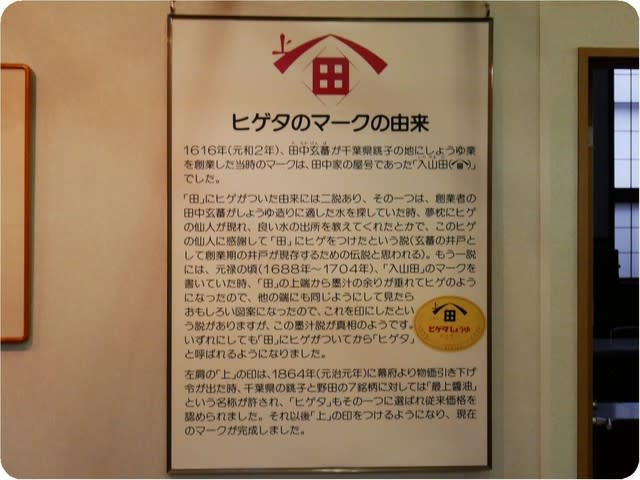 上
田
ヒゲタのマークの由来
1616年(元和2年)、田中玄蕃が千葉県銚子の地にしょうゆ業
を創業した当時のマークは、田中家の屋号であった「入山田(田)」
でした。
「田」にヒゲがついた由来には二説あり、その一つは、創業者の
田中玄蕃がしょうゆ造りに適した水を探していた時、夢枕にヒゲ
の仙人が現れ、良い水の出所を教えてくれたとかで、このヒゲ
の仙人に感謝して「田」にヒゲをつけたという説(玄蕃の井戸と
して創業期の井戸が現存するための伝説と思われる)。もう一説
には、元禄の頃(1688年〜1704年)、「入山田」のマークを
書いていた時、「田」の上端から墨汁の余りが垂れてヒゲのよう
になったので、他の端にも同じようにして見たら
おもしろい図案になったので、これを印にしたとい
う説がありますが、この墨汁説が真相のようです。
いずれにしても「田」にヒゲがついてから「ヒゲタ」
と呼ばれるようになりました。
上
田
ヒゲタしょうゆ
左肩の「上」の印は、1864年(元治元年)に幕府より物価引き下げ
令が出た時、千葉県の銚子と野田の7銘柄に対しては「最上醤油」
という名称が許され、「ヒゲタ」もその一つに選ばれ従来価格を
認められました。それ以後「上」の印をつけるようになり、現在
のマークが完成しました。